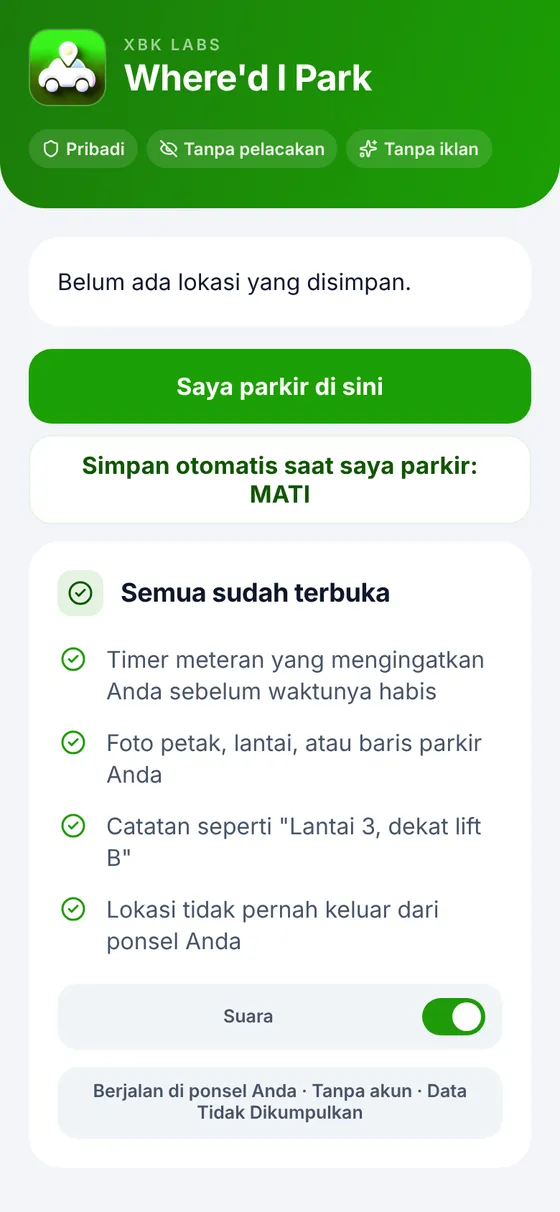 XBK LABS
Where'd I Park
Pribadi
Tanpa pelacakan
Tanpa iklan
Belum ada lokasi yang disimpan.
Saya parkir di sini
Simpan otomatis saat saya parkir:
MATI
Semua sudah terbuka
Timer meteran yang mengingatkan
Anda sebelum waktunya habis
Foto petak, lantai, atau baris parkir
Anda
Catatan seperti "Lantai 3, dekat lift
B"
Lokasi tidak pernah keluar dari
ponsel Anda
Suara
Berjalan di ponsel Anda · Tanpa akun · Data
Tidak Dikumpulkan